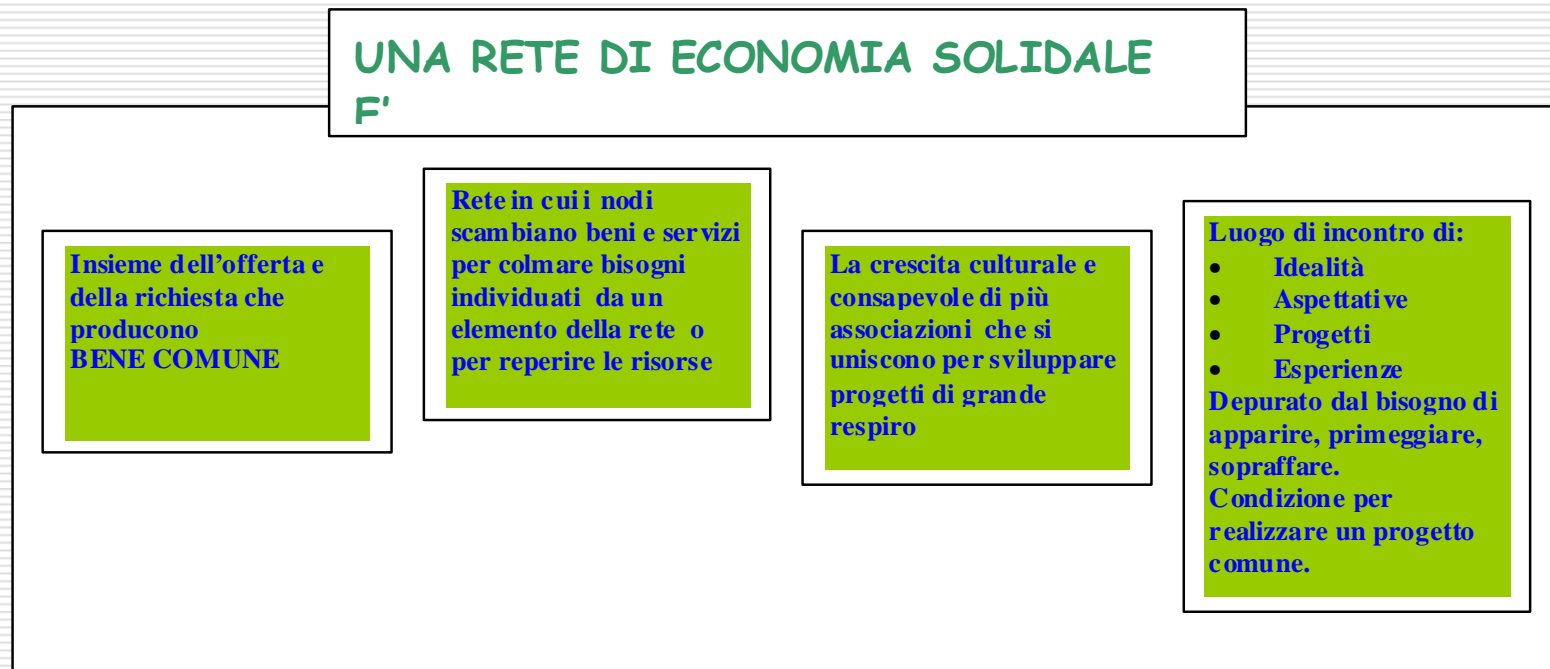 UNA RETE DI ECONOMIA SOLIDALE
E'
Insieme dell’offerta e
della richiesta che
producono
BENE COMUNE
Rete in cui i nodi
scambiano beni e servizi
per colmare bisogni
individuati da un
elemento della rete o
per reperire le risorse
La crescita culturale e
consapevole di più
associazioni che si
uniscono per sviluppare
progetti di grande
respiro
Luogo di incontro di:
• Idealità
• Aspettative
• Progetti
• Esperienze
Depurato dal bisogno di
apparire, primeggiare,
sopraffare.
Condizione per
realizzare un progetto
comune.